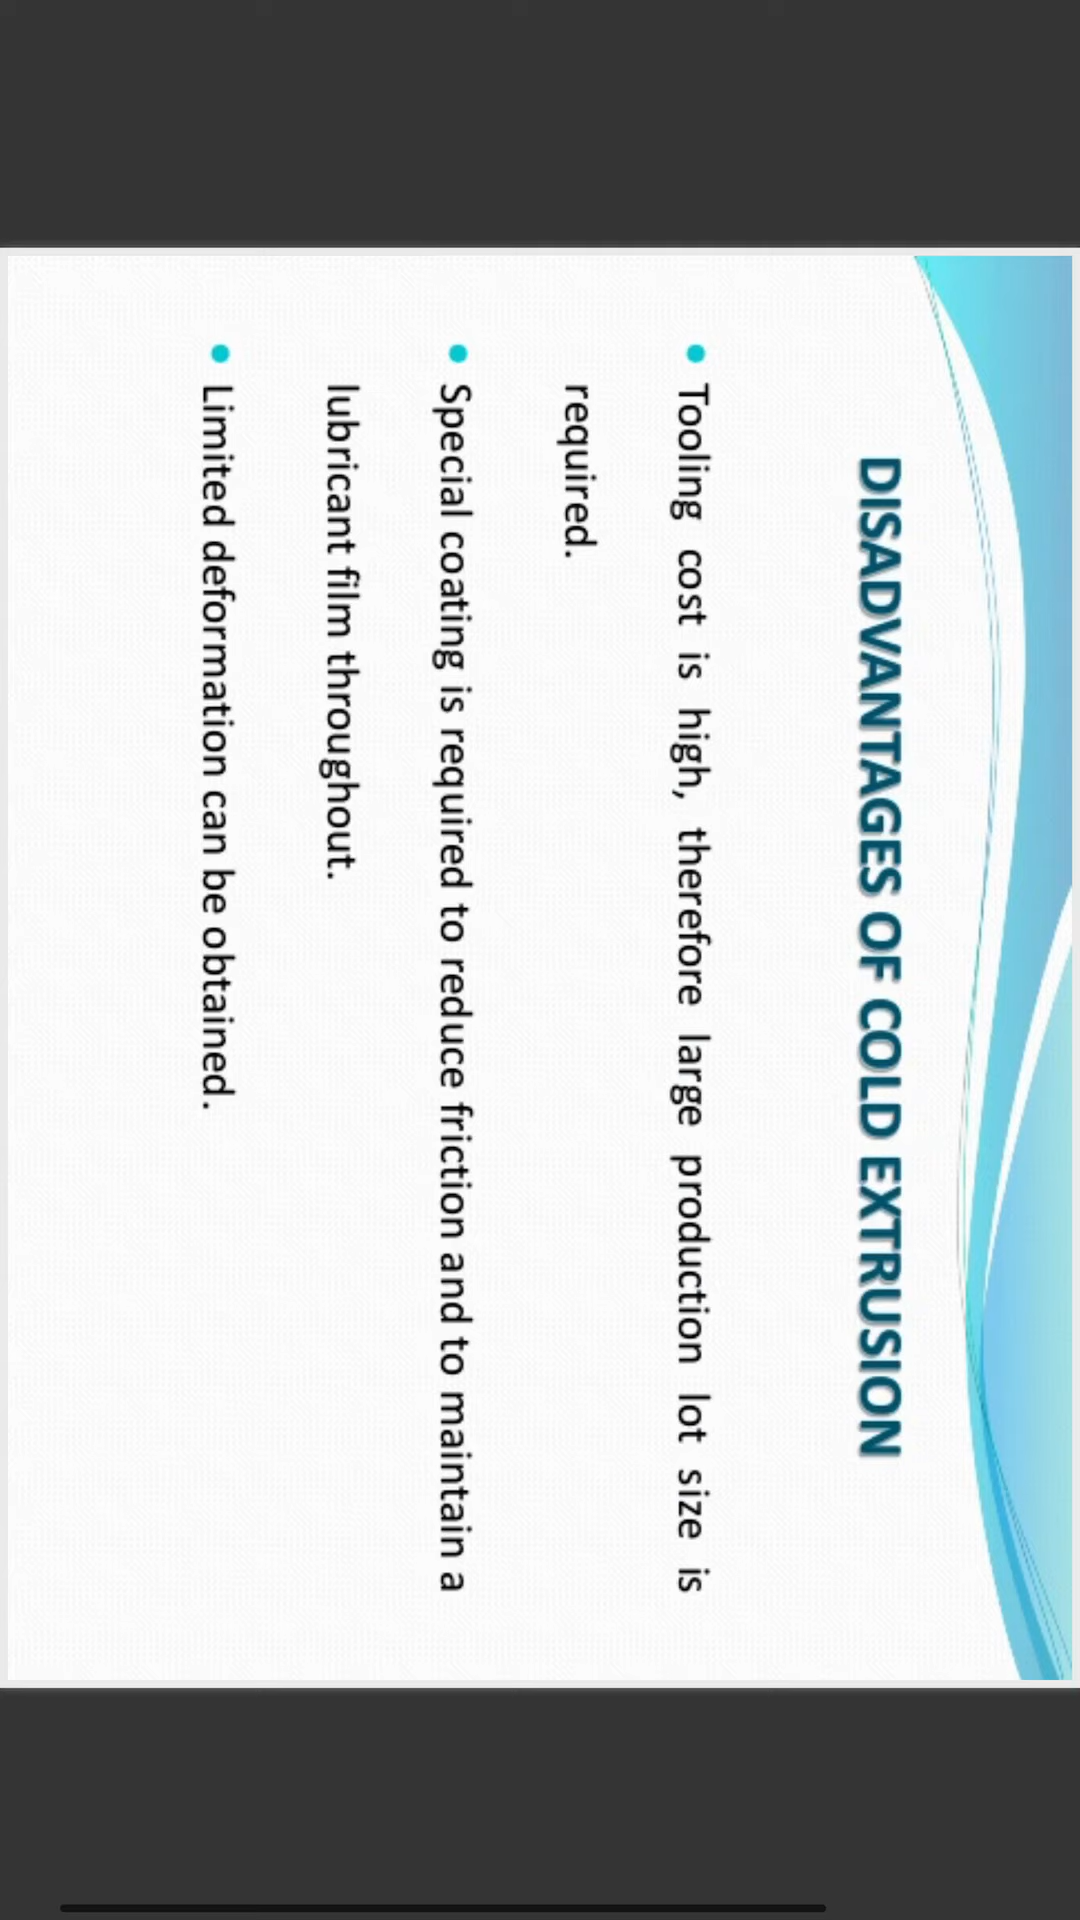 DISADVANTAGES OF COLD EXTRUSION
• Tooling cost is high, therefore large production lot size is
required.
• Special coating is required to reduce friction and to maintain a
lubricant film throughout.
• Limited deformation can be obtained.